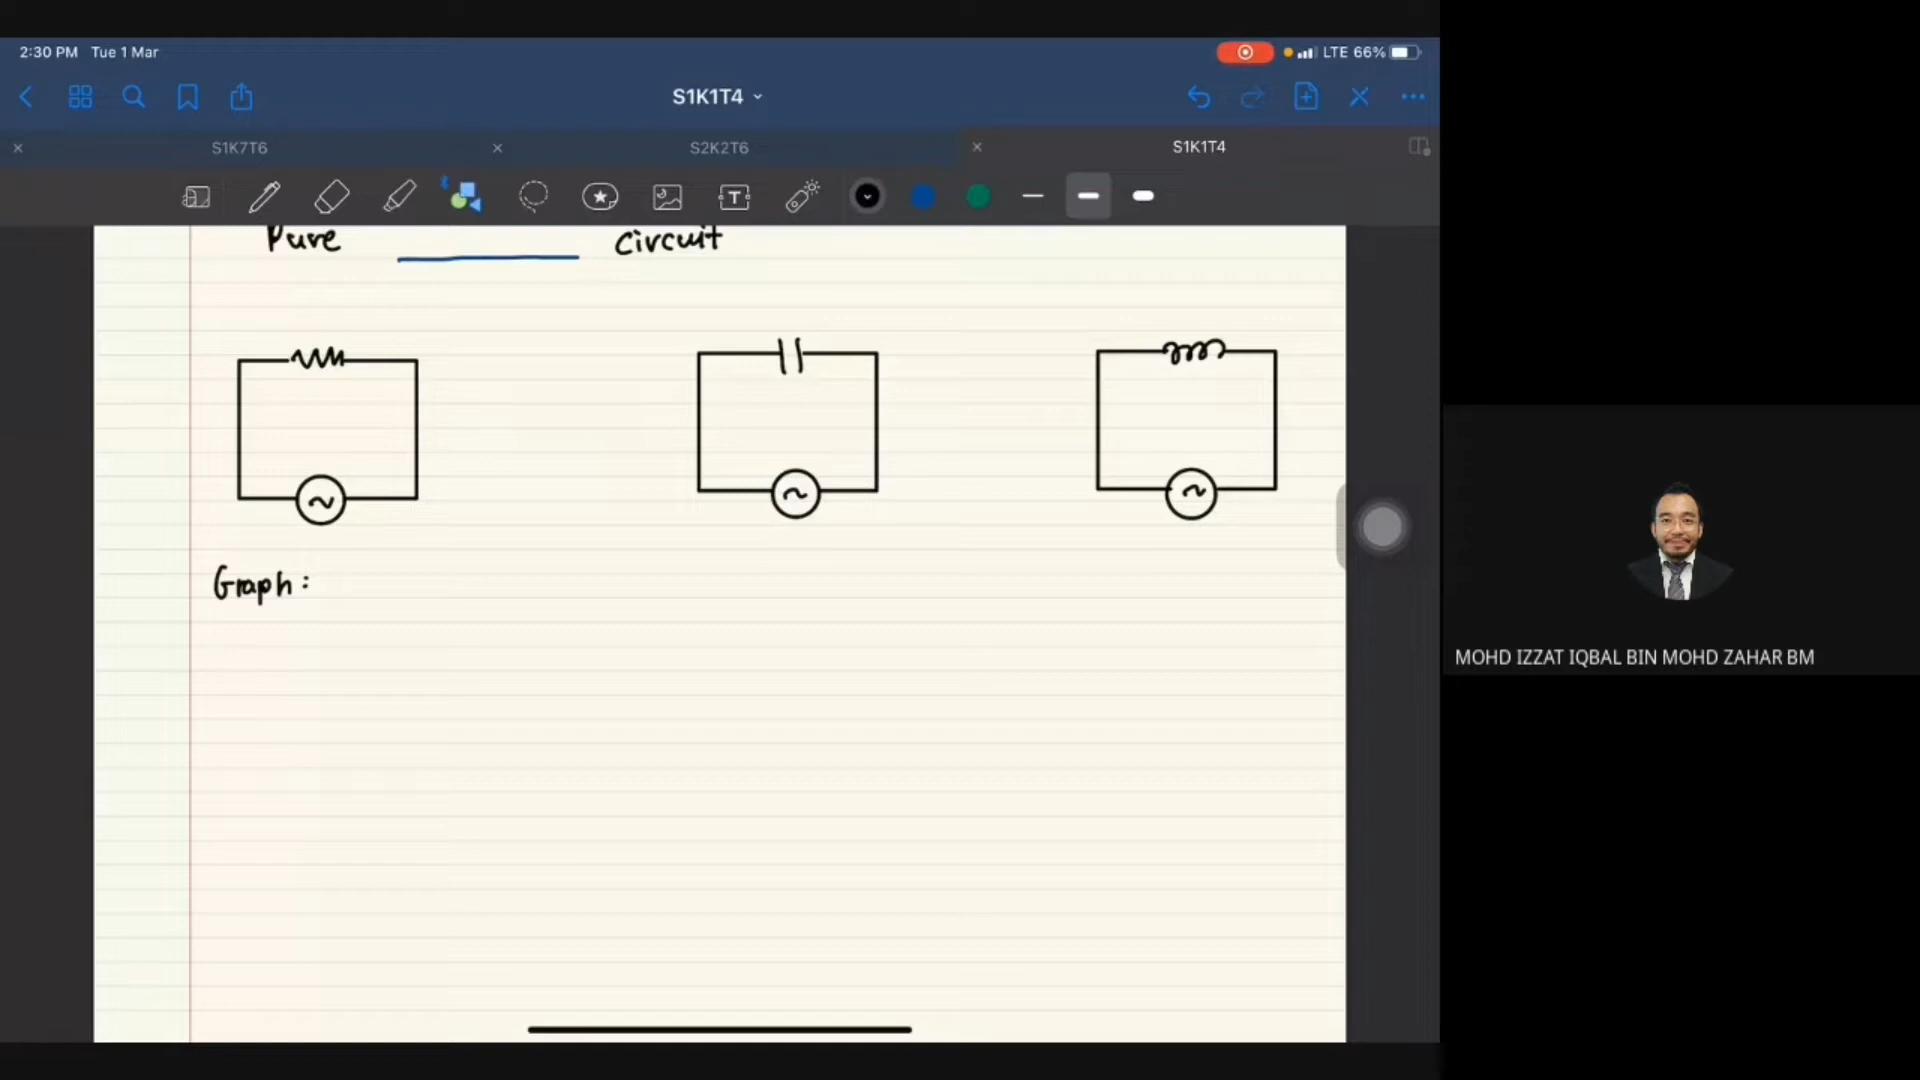 2:30 PM Tue 1 Mar
LTE 66%
S1K1T4
S1K7T6
S2K2T6
S1K1T4
T
Pure ______ Circuit
Graph :
MOHD IZZAT IQBAL BIN MOHD ZAHAR BM